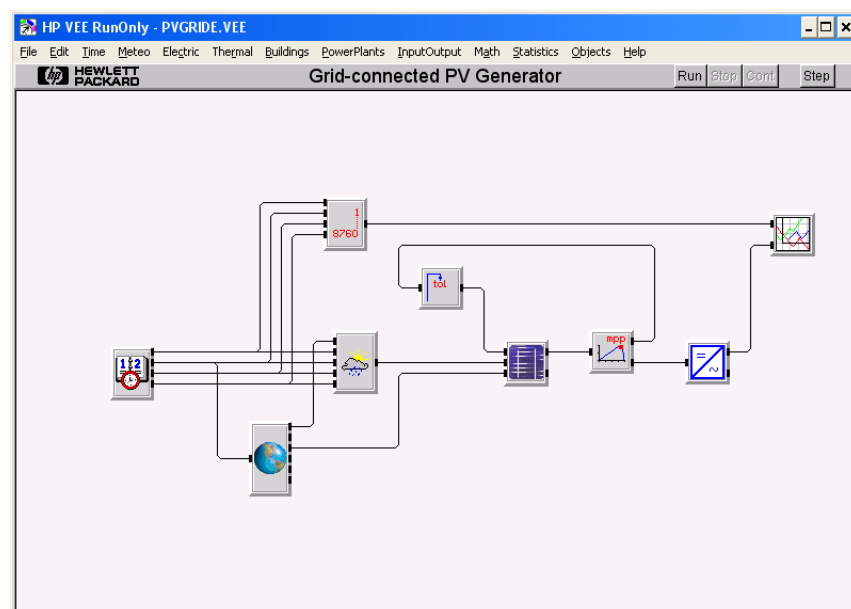 HP VEE RunOnly - PVGRIDE.VEE
File Edit Time Meteo Electric Thermal Buildings PowerPlants InputOutput Math Statistics Objects Help
hp HEWLETT PACKARD Grid-connected PV Generator Run Stop Cont Step
1
8760
tol
mpp
1 2